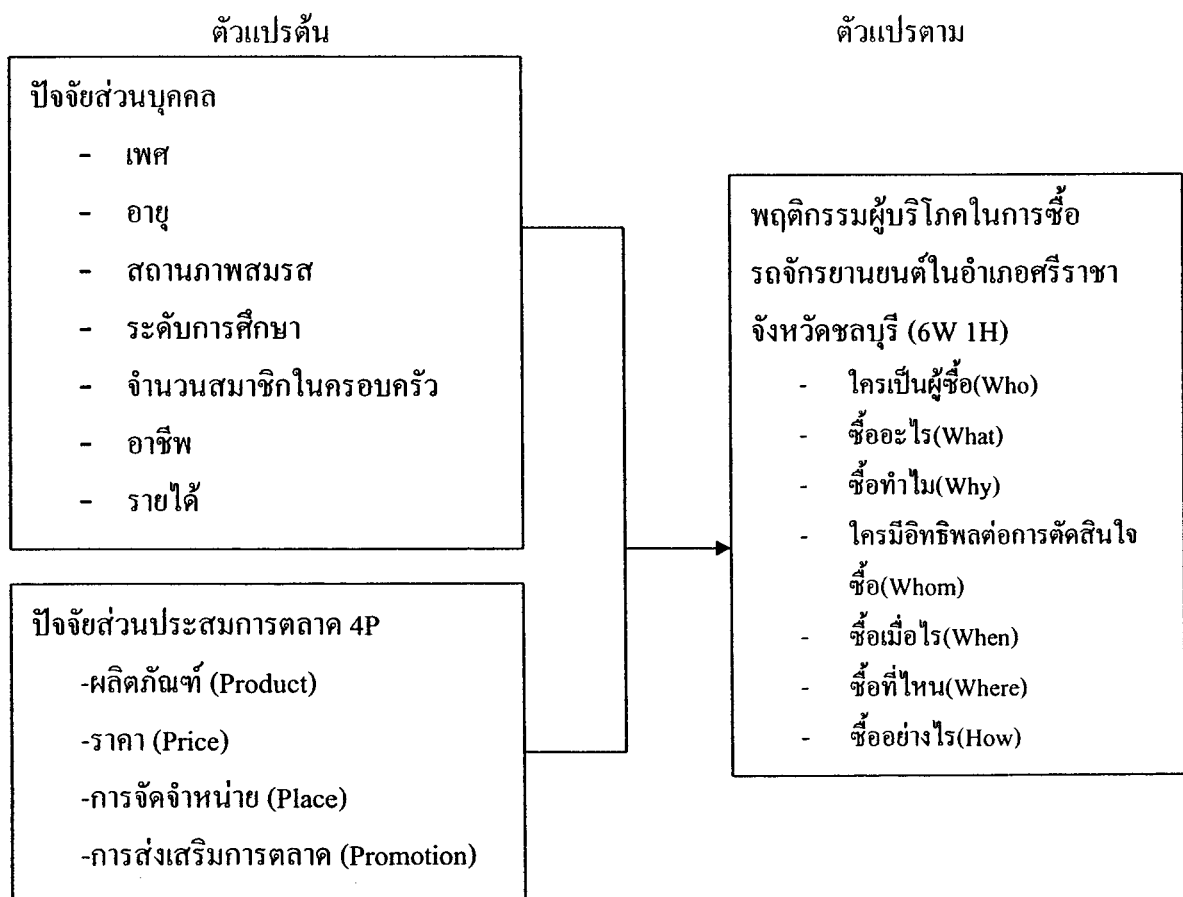 ตัวแปรต้น
ปัจจัยส่วนบุคคล
- เพศ
- อายุ
- สถานภาพสมรส
- ระดับการศึกษา
- จำนวนสมาชิกในครอบครัว
- อาชีพ
- รายได้
ปัจจัยส่วนประสมการตลาด 4P
-ผลิตภัณฑ์ (Product)
-ราคา (Price)
-การจัดจำหน่าย (Place)
-การส่งเสริมการตลาด (Promotion)
ตัวแปรตาม
พฤติกรรมผู้บริโภคในการซื้อ
รถจักรยานยนต์ในอำเภอศรีราชา
จังหวัดชลบุรี (6W 1H)
- ใครเป็นผู้ซื้อ(Who)
- ซื้ออะไร(What)
- ซื้อทำไม(Why)
- ใครมีอิทธิพลต่อการตัดสินใจ
ซื้อ(Whom)
- ซื้อเมื่อไร(When)
- ซื้อที่ไหน(Where)
- ซื้ออย่างไร(How)